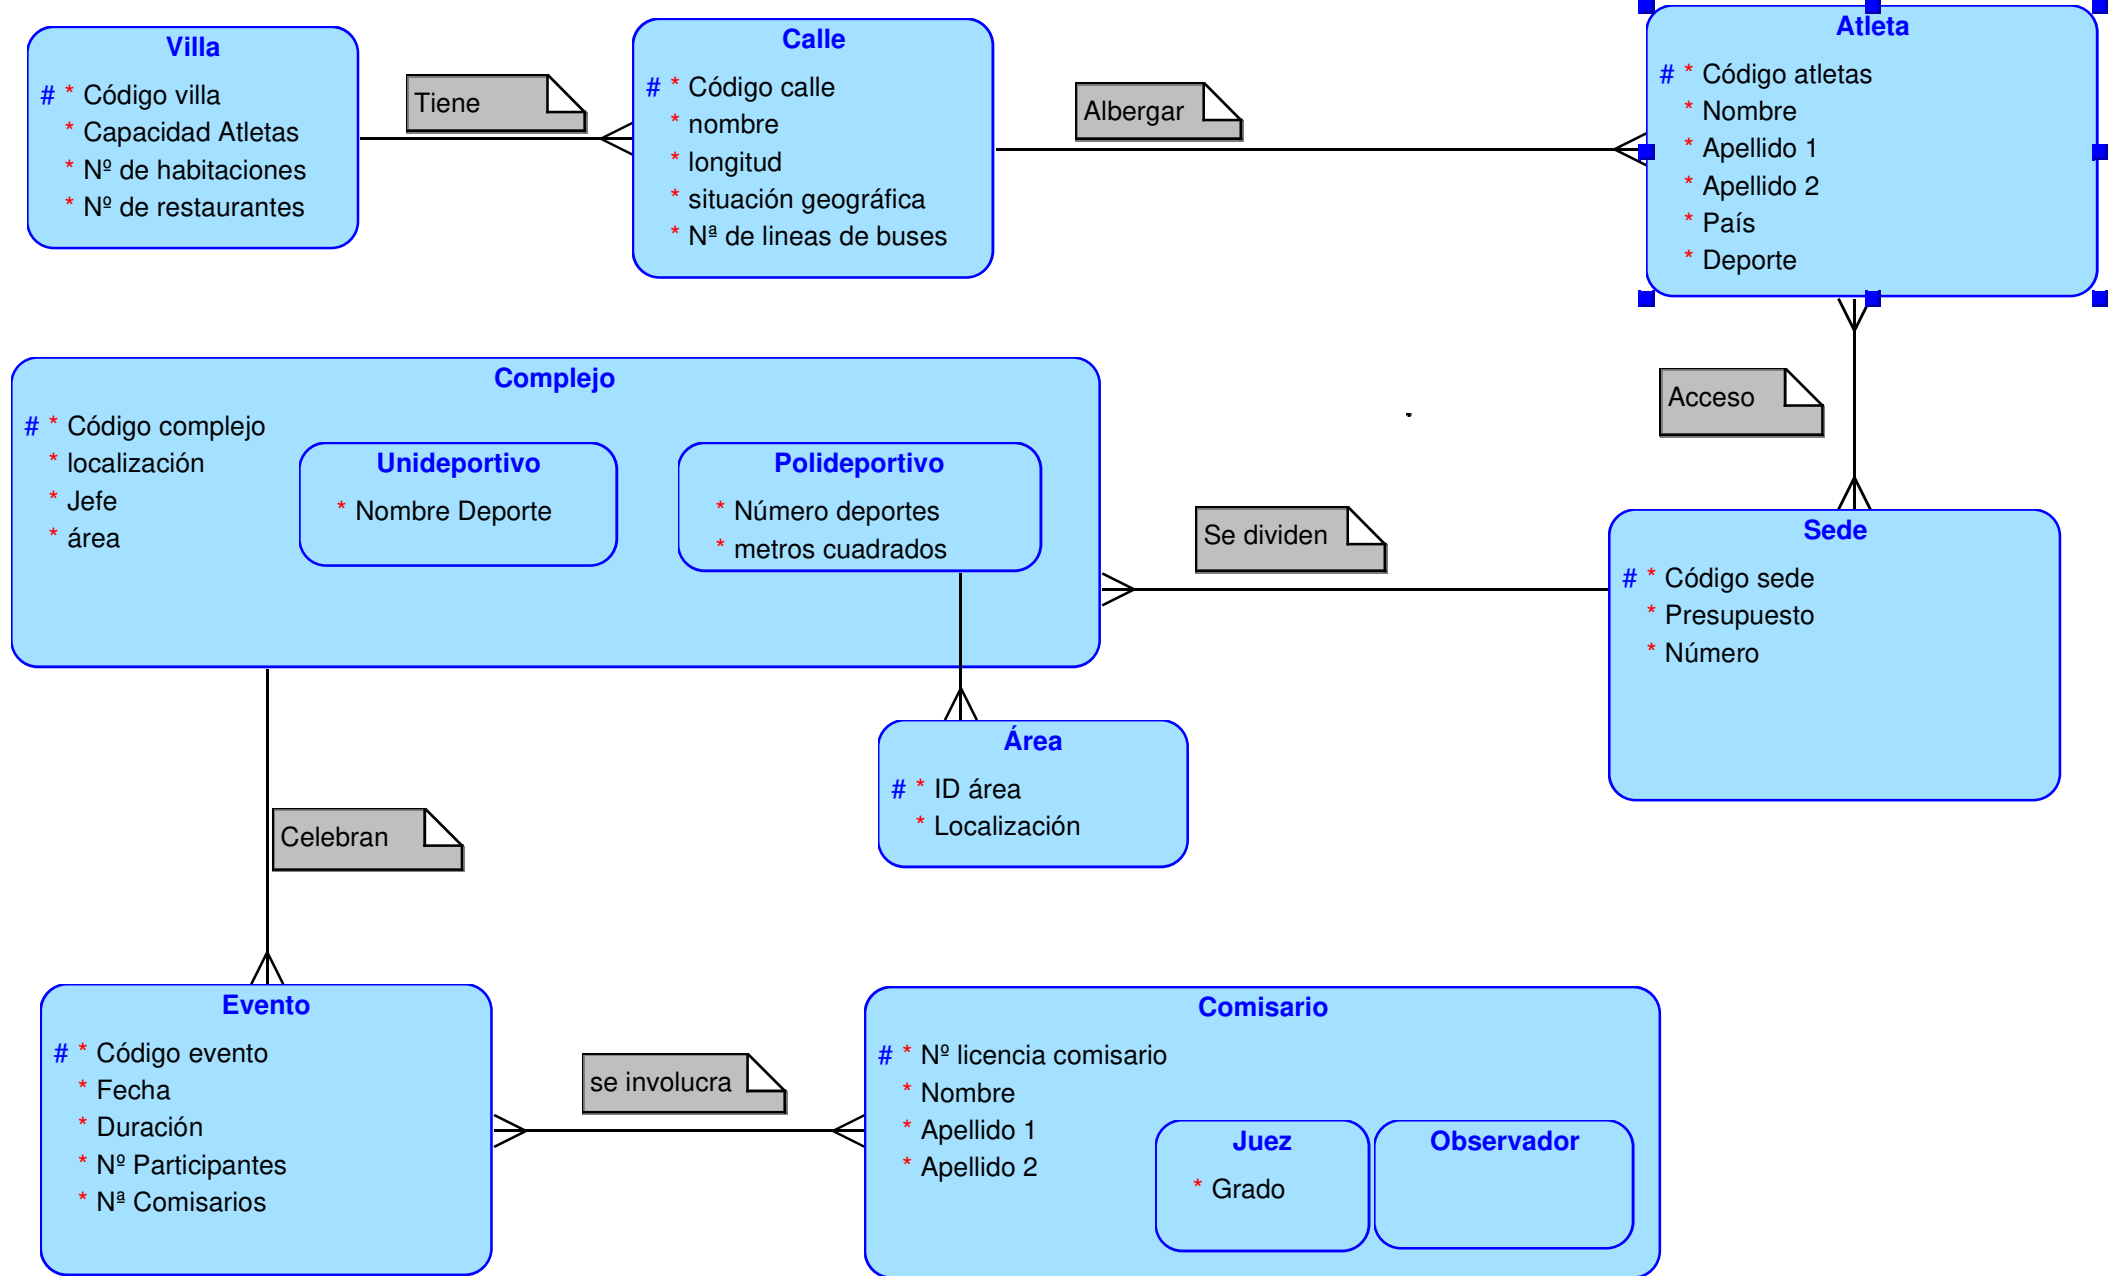 Villa
# * Código villa
* Capacidad Atletas
* Nº de habitaciones
* Nº de restaurantes
Tiene
Calle
# * Código calle
* nombre
* longitud
* situación geográfica
* Nª de lineas de buses
Albergar
Atleta
# * Código atletas
* Nombre
* Apellido 1
* Apellido 2
* País
* Deporte
Acceso
Complejo
# * Código complejo
* localización
* Jefe
* área
Unideportivo
* Nombre Deporte
Polideportivo
* Número deportes
* metros cuadrados
Se dividen
Sede
# * Código sede
* Presupuesto
* Número
Área
# * ID área
* Localización
Celebran
Evento
# * Código evento
* Fecha
* Duración
* Nº Participantes
* Nª Comisarios
se involucra
Comisario
# * Nº licencia comisario
* Nombre
* Apellido 1
* Apellido 2
Juez
* Grado
Observador